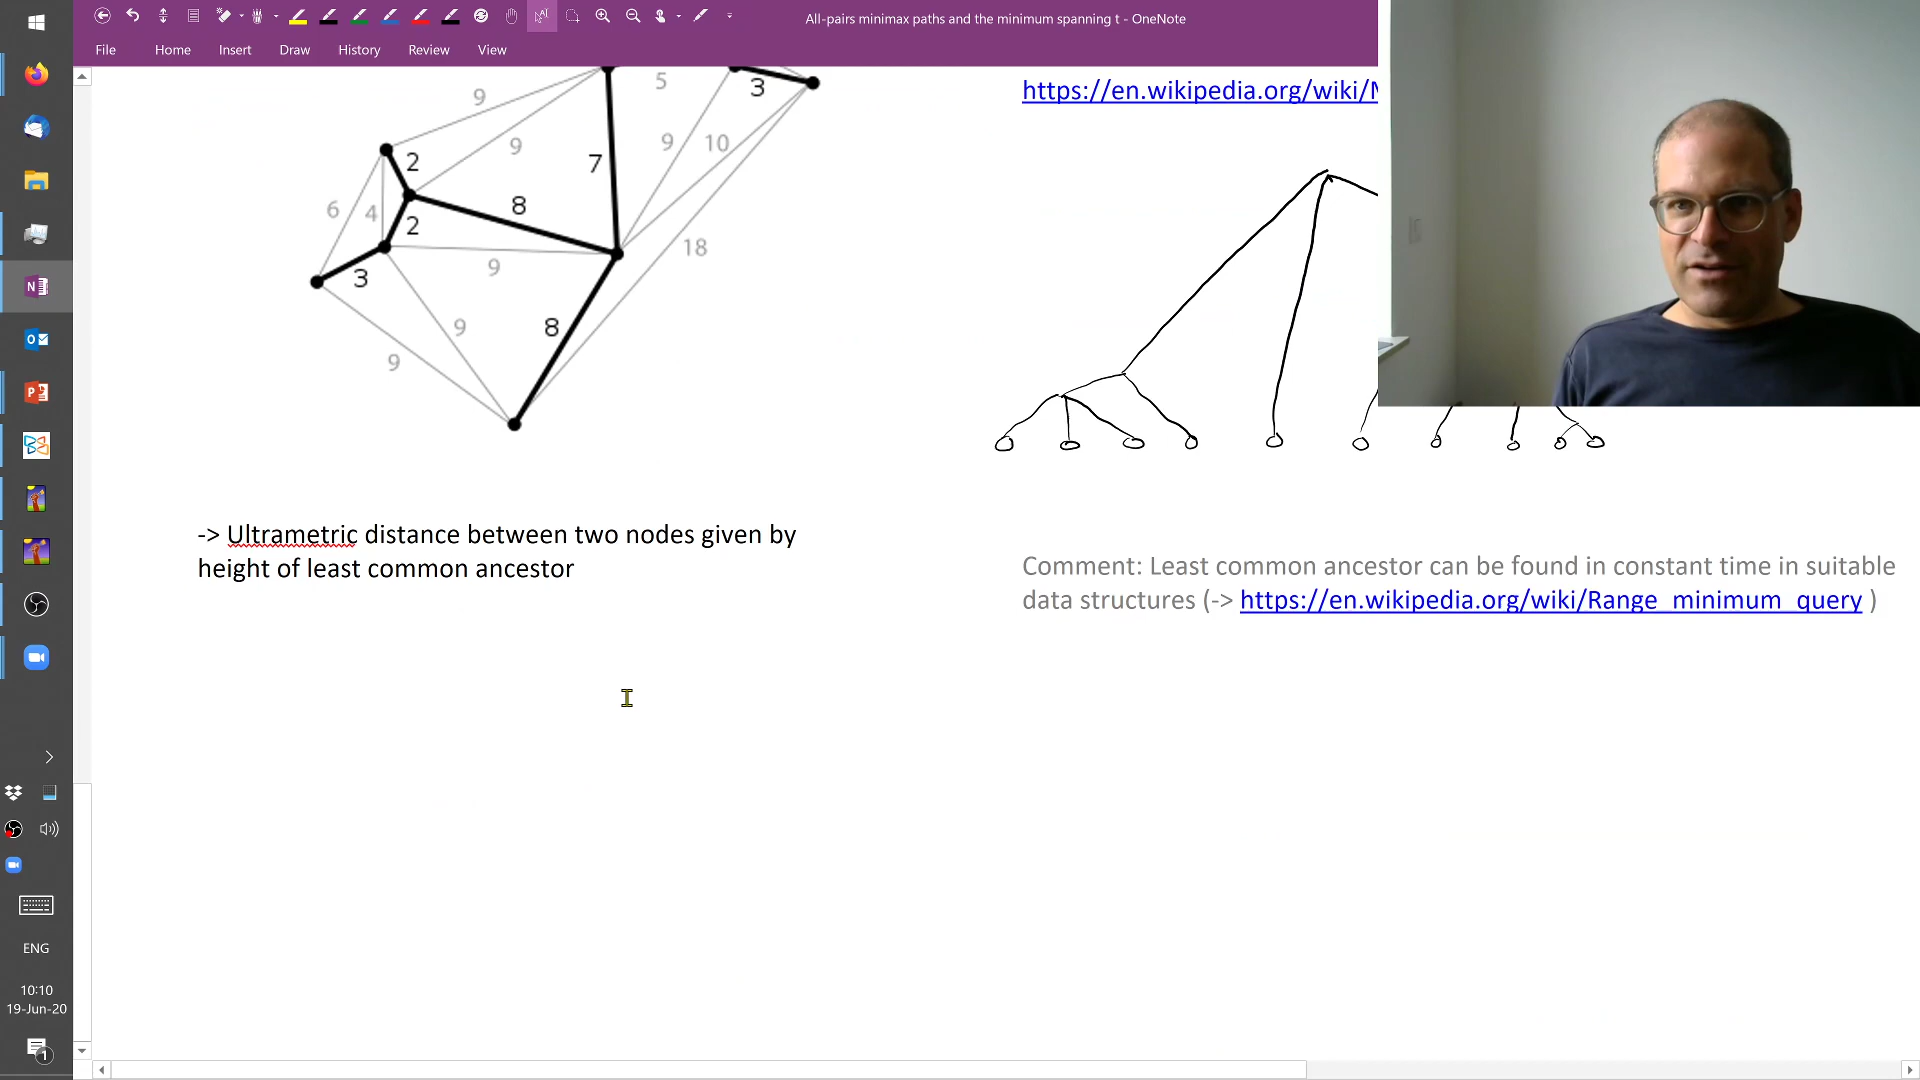 All-pairs minimax paths and the minimum spanning t - OneNote
File Home Insert Draw History Review View
5
3
9
https://en.wikipedia.org/wiki/
9
9
10
2
7
8
6
4
2
18
9
3
9
8
9
-> Ultrametric distance between two nodes given by
height of least common ancestor
Comment: Least common ancestor can be found in constant time in suitable
data structures (-> https://en.wikipedia.org/wiki/Range_minimum_query )
ENG
10:10
19-Jun-20
1